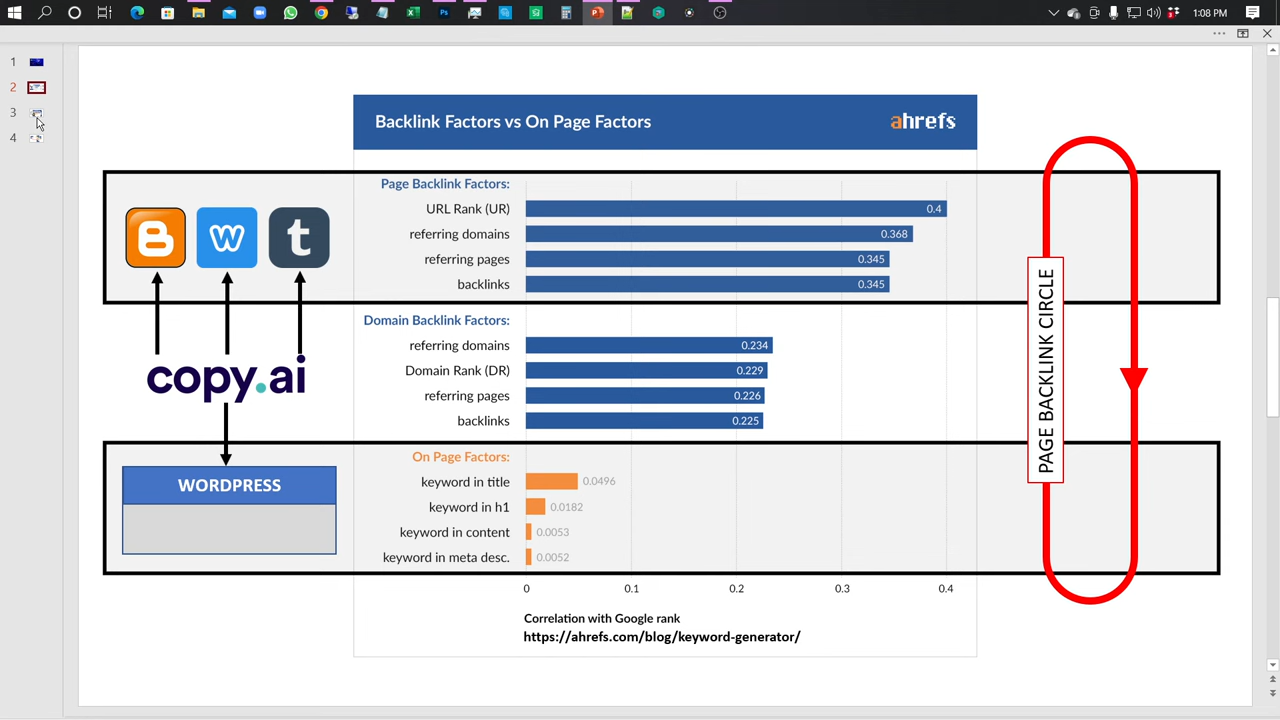 1:08 PM
1
2
3
4
Backlink Factors vs On Page Factors
ahrefs
Page Backlink Factors:
URL Rank (UR)
0.4
referring domains
0.368
referring pages
0.345
backlinks
0.345
Domain Backlink Factors:
referring domains
0.234
Domain Rank (DR)
0.229
referring pages
0.226
backlinks
0.225
copy.ai
WORDPRESS
On Page Factors:
keyword in title
0.0496
keyword in h1
0.0182
keyword in content
0.0053
keyword in meta desc.
0.0052
0
0.1
0.2
0.3
0.4
Correlation with Google rank
https://ahrefs.com/blog/keyword-generator/
PAGE BACKLINK CIRCLE